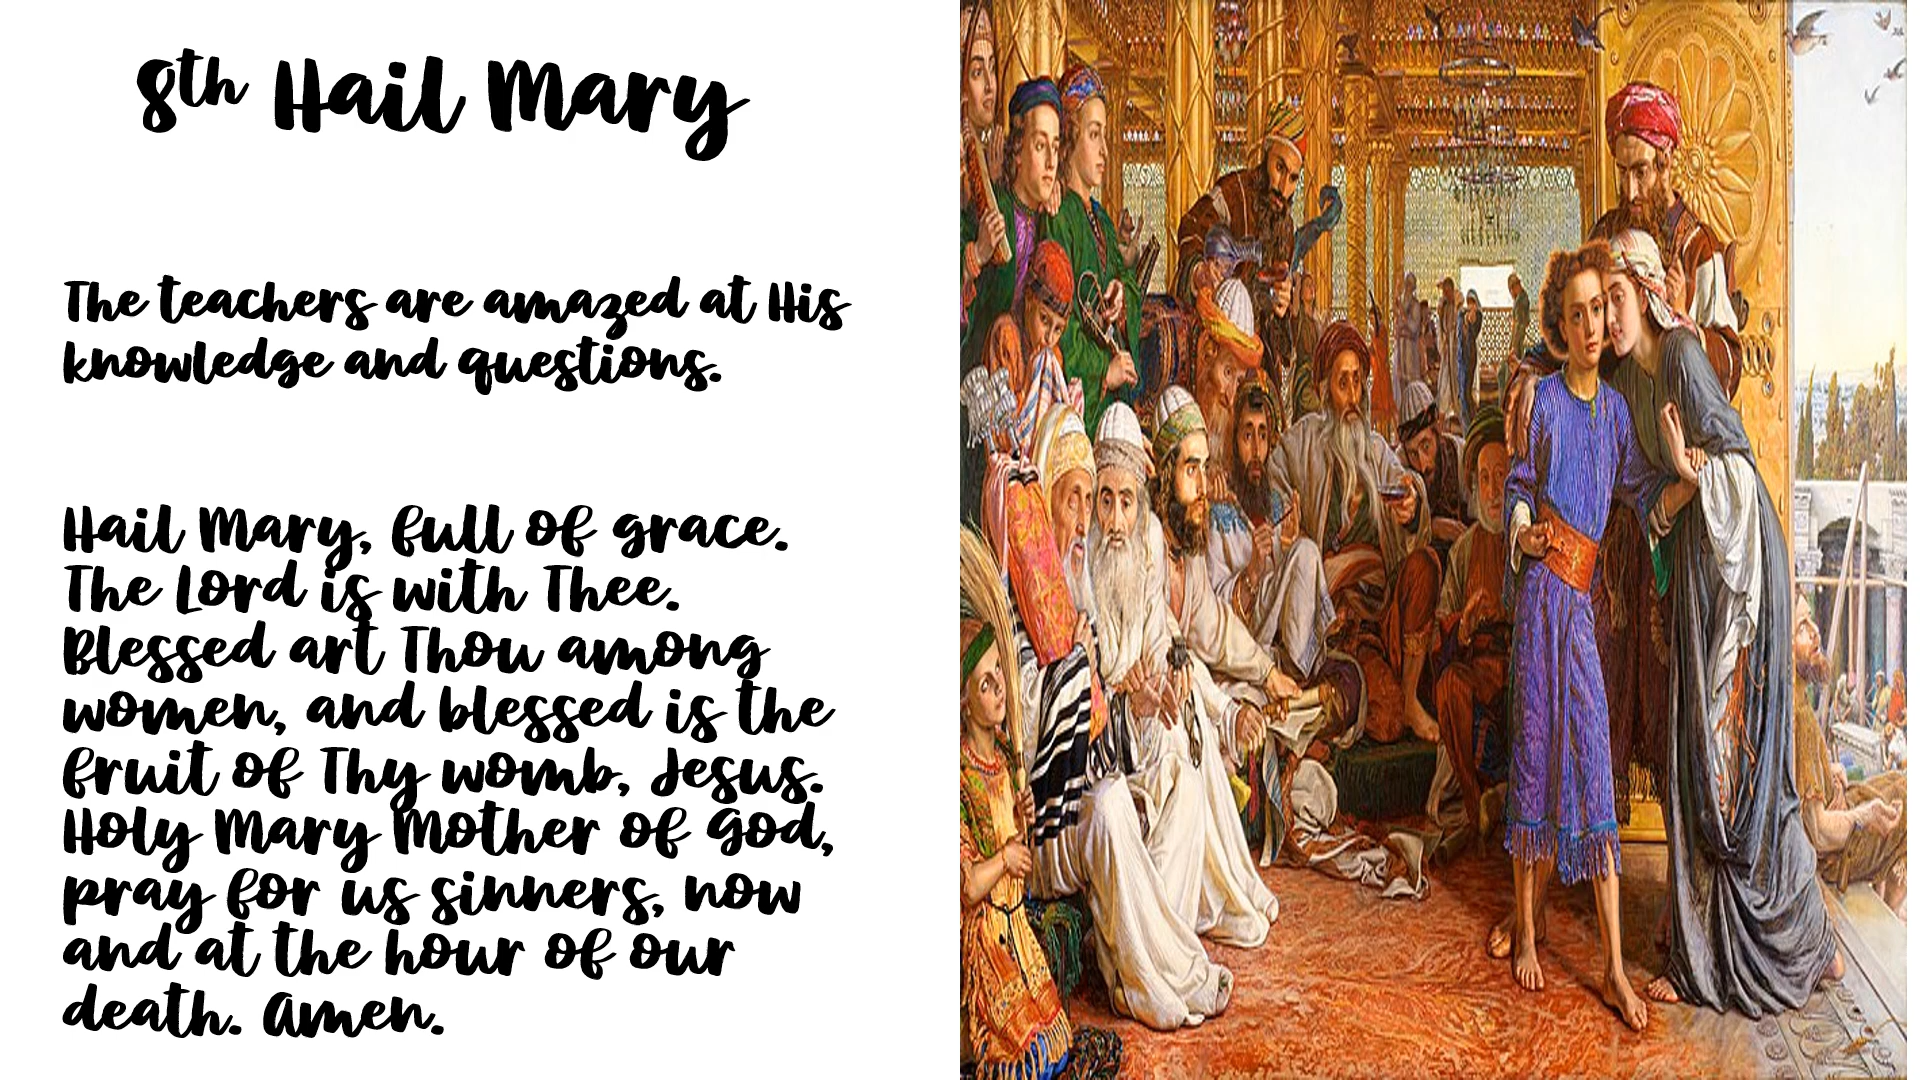 8th Hail Mary
The teachers are amazed at His
knowledge and questions.
Hail Mary, full of grace.
The Lord is with Thee.
Blessed art Thou among
women, and blessed is the
fruit of Thy womb, Jesus.
Holy Mary Mother of God,
pray for us sinners, now
and at the hour of our
death. Amen.